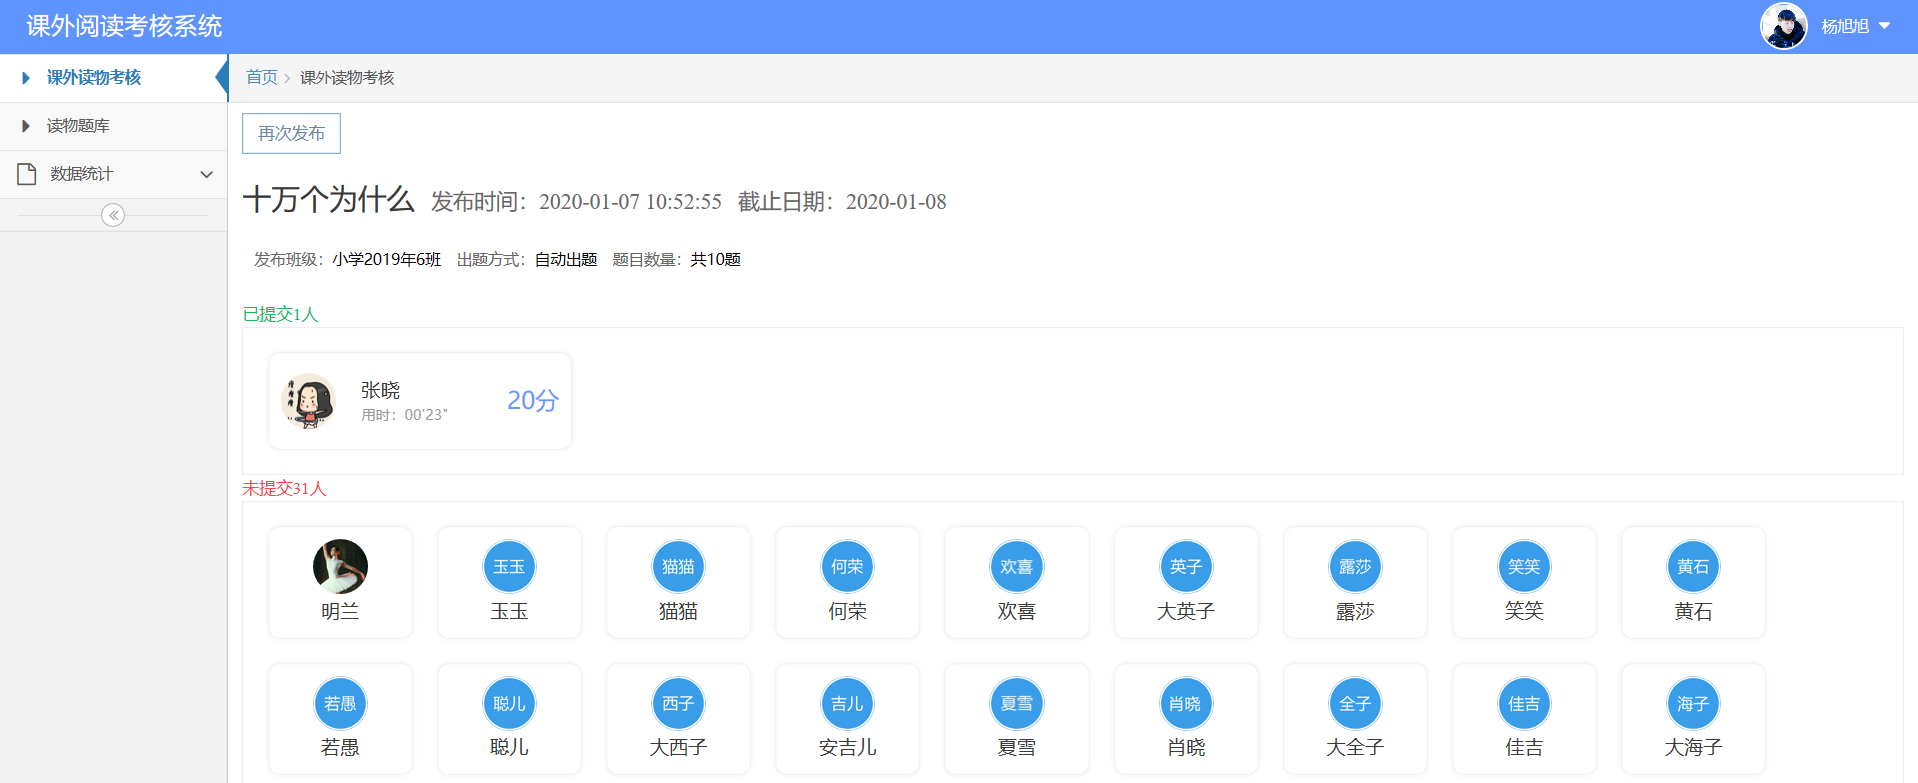 课外阅读考核系统
杨旭旭
课外读物考核
首页 > 课外读物考核
读物题库
数据统计
再次发布
十万个为什么 发布时间：2020-01-07 10:52:55 截止日期：2020-01-08
发布班级：小学2019年6班 出题方式：自动出题 题目数量：共10题
已提交1人
张晓
用时：00'23"
20分
未提交31人
玉玉 猫猫 何荣 欢喜 英子 露莎 笑笑 黄石
明兰 玉玉 猫猫 何荣 欢喜 大英子 露莎 笑笑 黄石
若愚 聪儿 西子 吉儿 夏雪 肖晓 全子 佳吉 海子
若愚 聪儿 大西子 安吉儿 夏雪 肖晓 大全子 佳吉 大海子